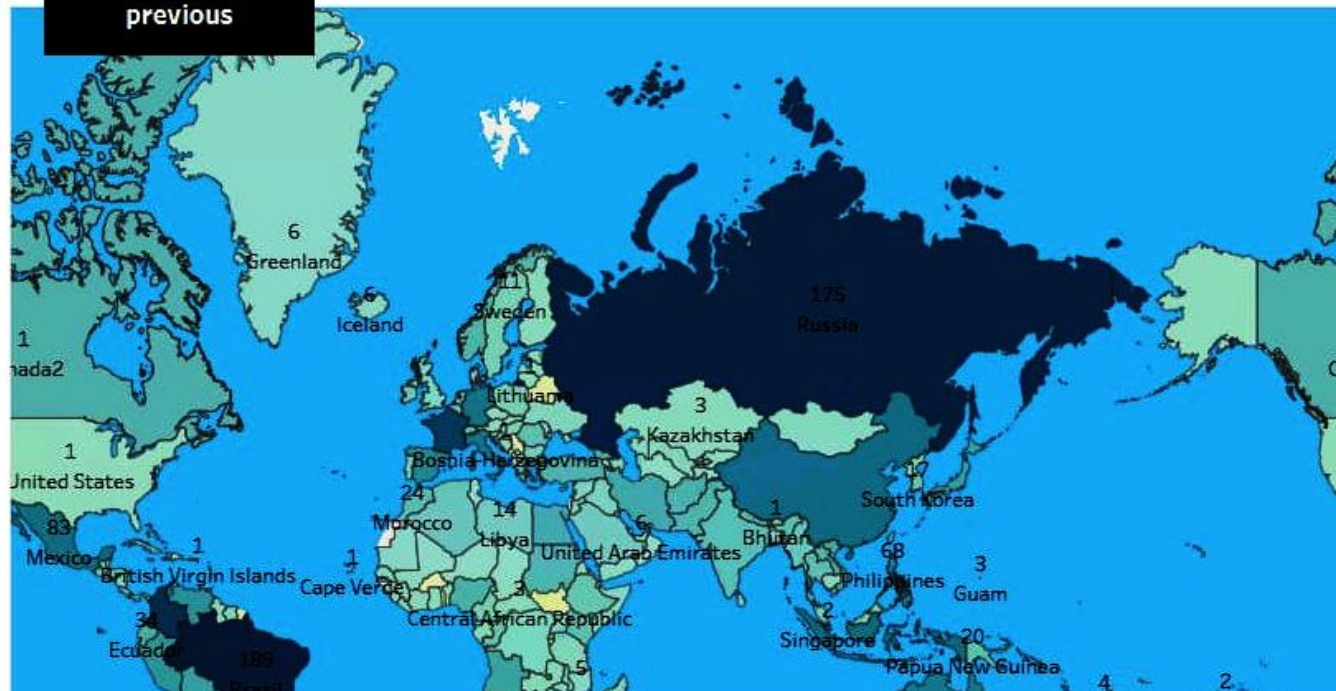 previous
6
Greenland
6
Iceland
11
Sweden
175
Russia
1
nada2
Lithuania
3
Kazakhstan
1
United States
Bosnia-Herzegovina
24
Morocco
14
Libya
6
United Arab Emirates
1
Bhutan
17
South Korea
83
Mexico
1
British Virgin Islands
1
Cape Verde
3
Central African Republic
68
Philippines
3
Guam
34
Ecuador
2
Singapore
20
Papua New Guinea
189
Brazil
5
4
2
C